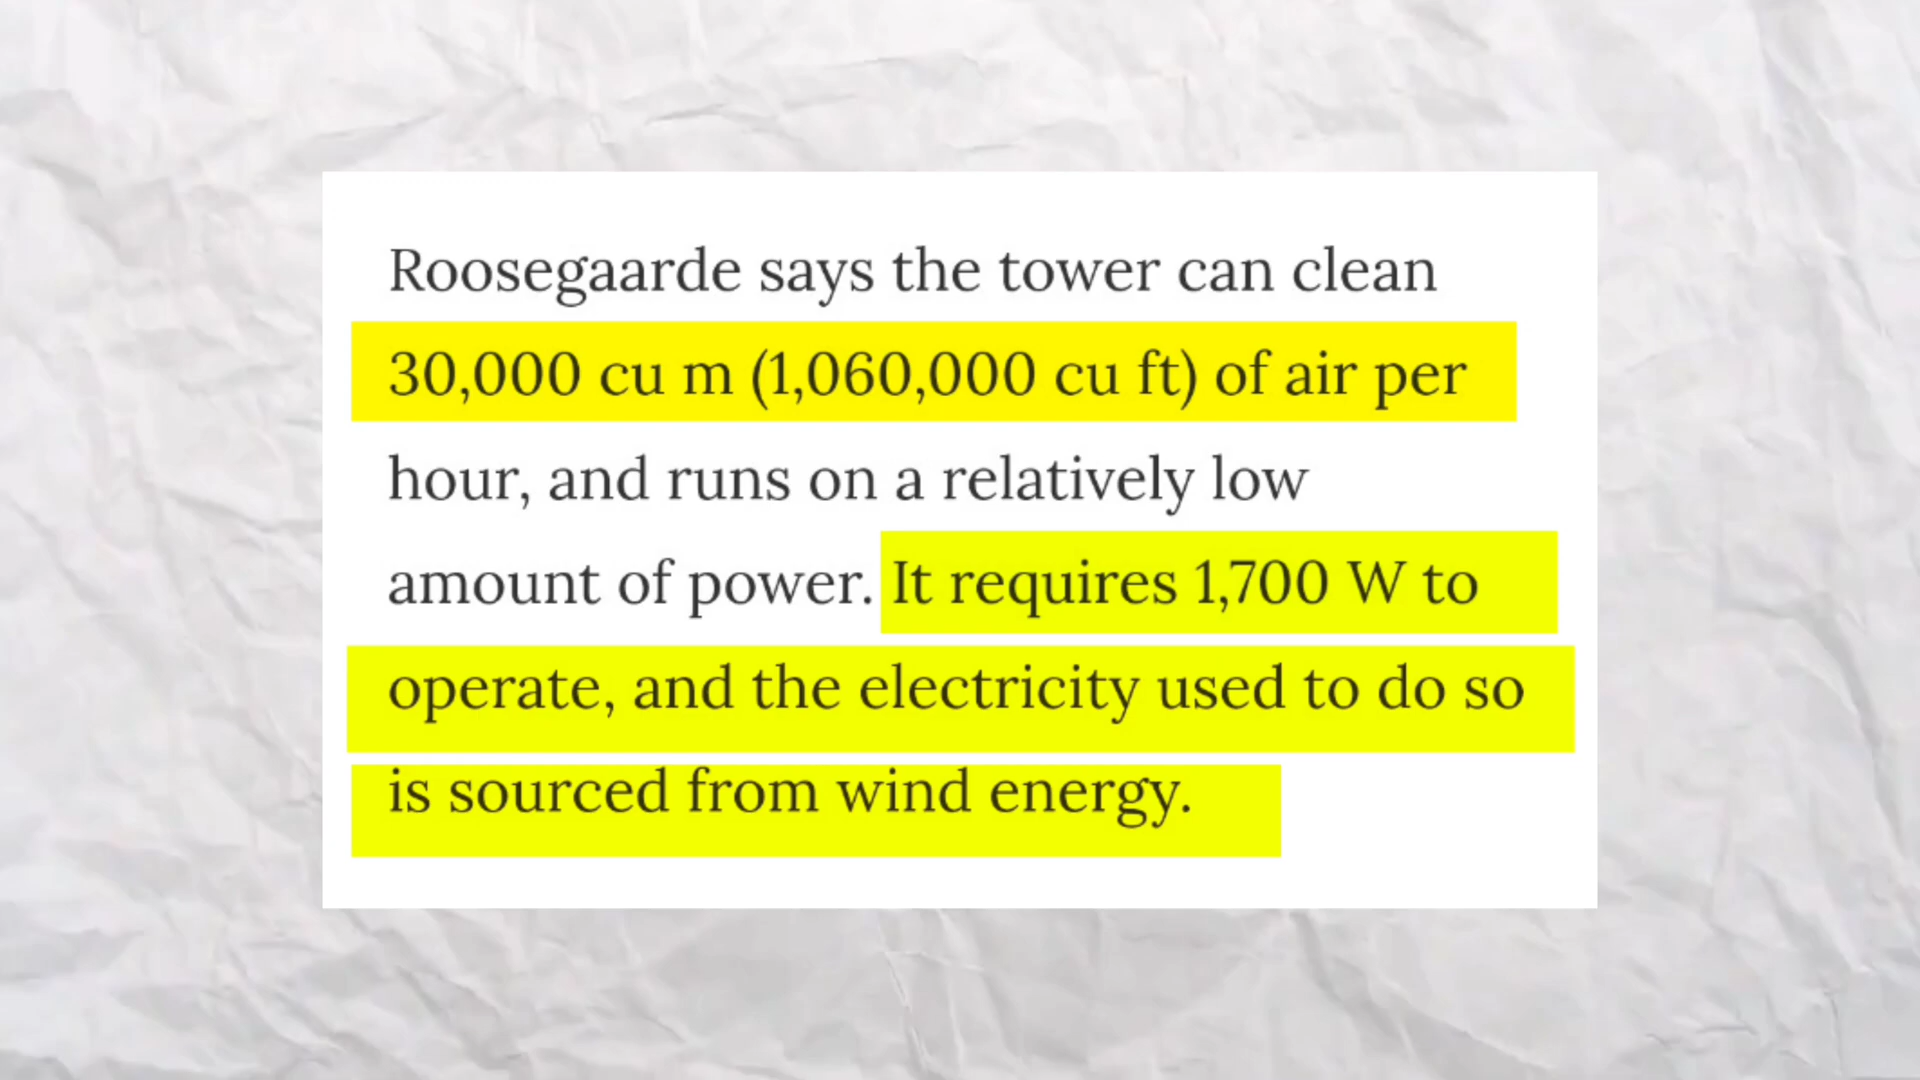 Roosegaarde says the tower can clean
30,000 cu m (1,060,000 cu ft) of air per
hour, and runs on a relatively low
amount of power. It requires 1,700 W to
operate, and the electricity used to do so
is sourced from wind energy.